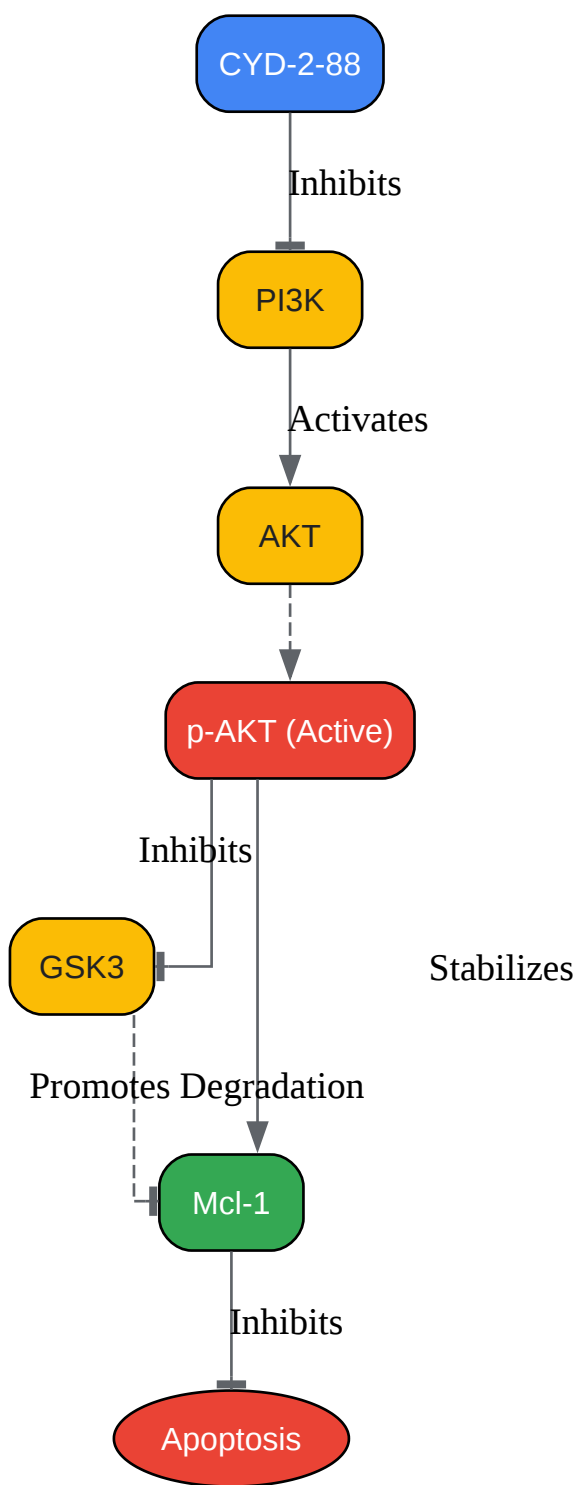 CYD-2-88
Inhibits
PI3K
Activates
AKT
p-AKT (Active)
Inhibits
GSK3
Stabilizes
Promotes Degradation
Mcl-1
Inhibits
Apoptosis